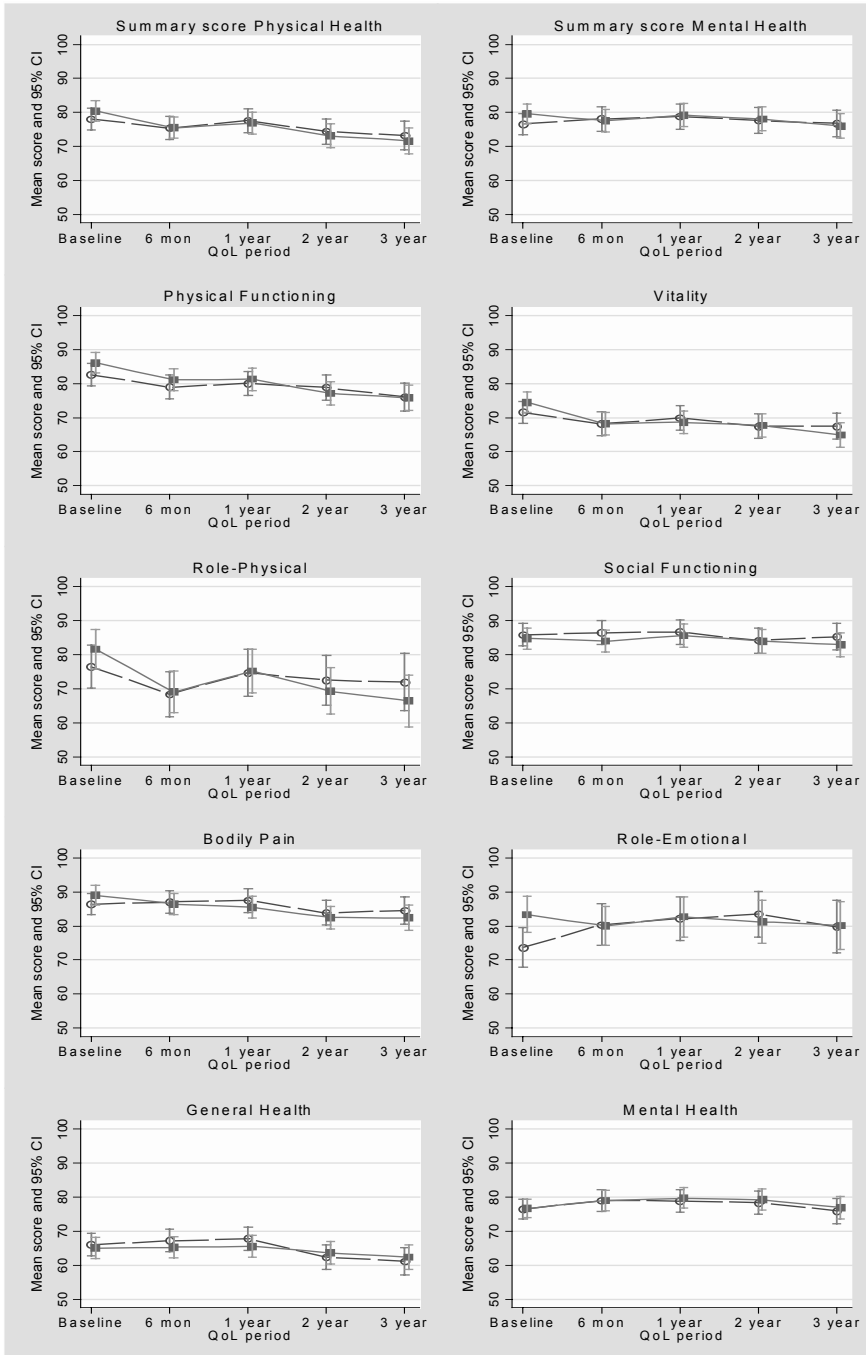 Summary score Physical Health
Mean score and 95% CI
100
90
80
70
60
50
Baseline 6 mon 1 year 2 year 3 year
QoL period
Summary score Mental Health
Mean score and 95% CI
100
90
80
70
60
50
Baseline 6 mon 1 year 2 year 3 year
QoL period
Physical Functioning
Mean score and 95% CI
100
90
80
70
60
50
Baseline 6 mon 1 year 2 year 3 year
QoL period
Vitality
Mean score and 95% CI
100
90
80
70
60
50
Baseline 6 mon 1 year 2 year 3 year
QoL period
Role-Physical
Mean score and 95% CI
100
90
80
70
60
50
Baseline 6 mon 1 year 2 year 3 year
QoL period
Social Functioning
Mean score and 95% CI
100
90
80
70
60
50
Baseline 6 mon 1 year 2 year 3 year
QoL period
Bodily Pain
Mean score and 95% CI
100
90
80
70
60
50
Baseline 6 mon 1 year 2 year 3 year
QoL period
Role-Emotional
Mean score and 95% CI
100
90
80
70
60
50
Baseline 6 mon 1 year 2 year 3 year
QoL period
General Health
Mean score and 95% CI
100
90
80
70
60
50
Baseline 6 mon 1 year 2 year 3 year
QoL period
Mental Health
Mean score and 95% CI
100
90
80
70
60
50
Baseline 6 mon 1 year 2 year 3 year
QoL period